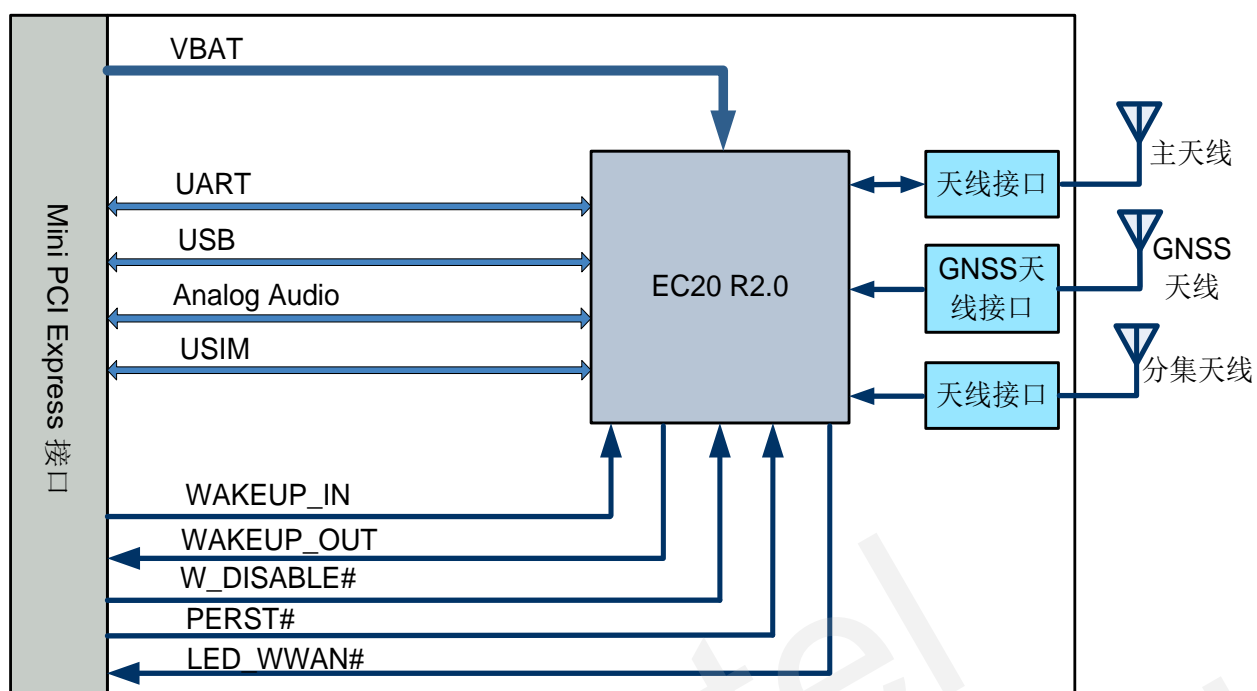 VBAT
UART
USB
Analog Audio
USIM
Mini PCI Express 接口
EC20 R2.0
天线接口
主天线
GNSS天
线接口
GNSS
天线
天线接口
分集天线
WAKEUP_IN
WAKEUP_OUT
W_DISABLE#
PERST#
LED_WWAN#